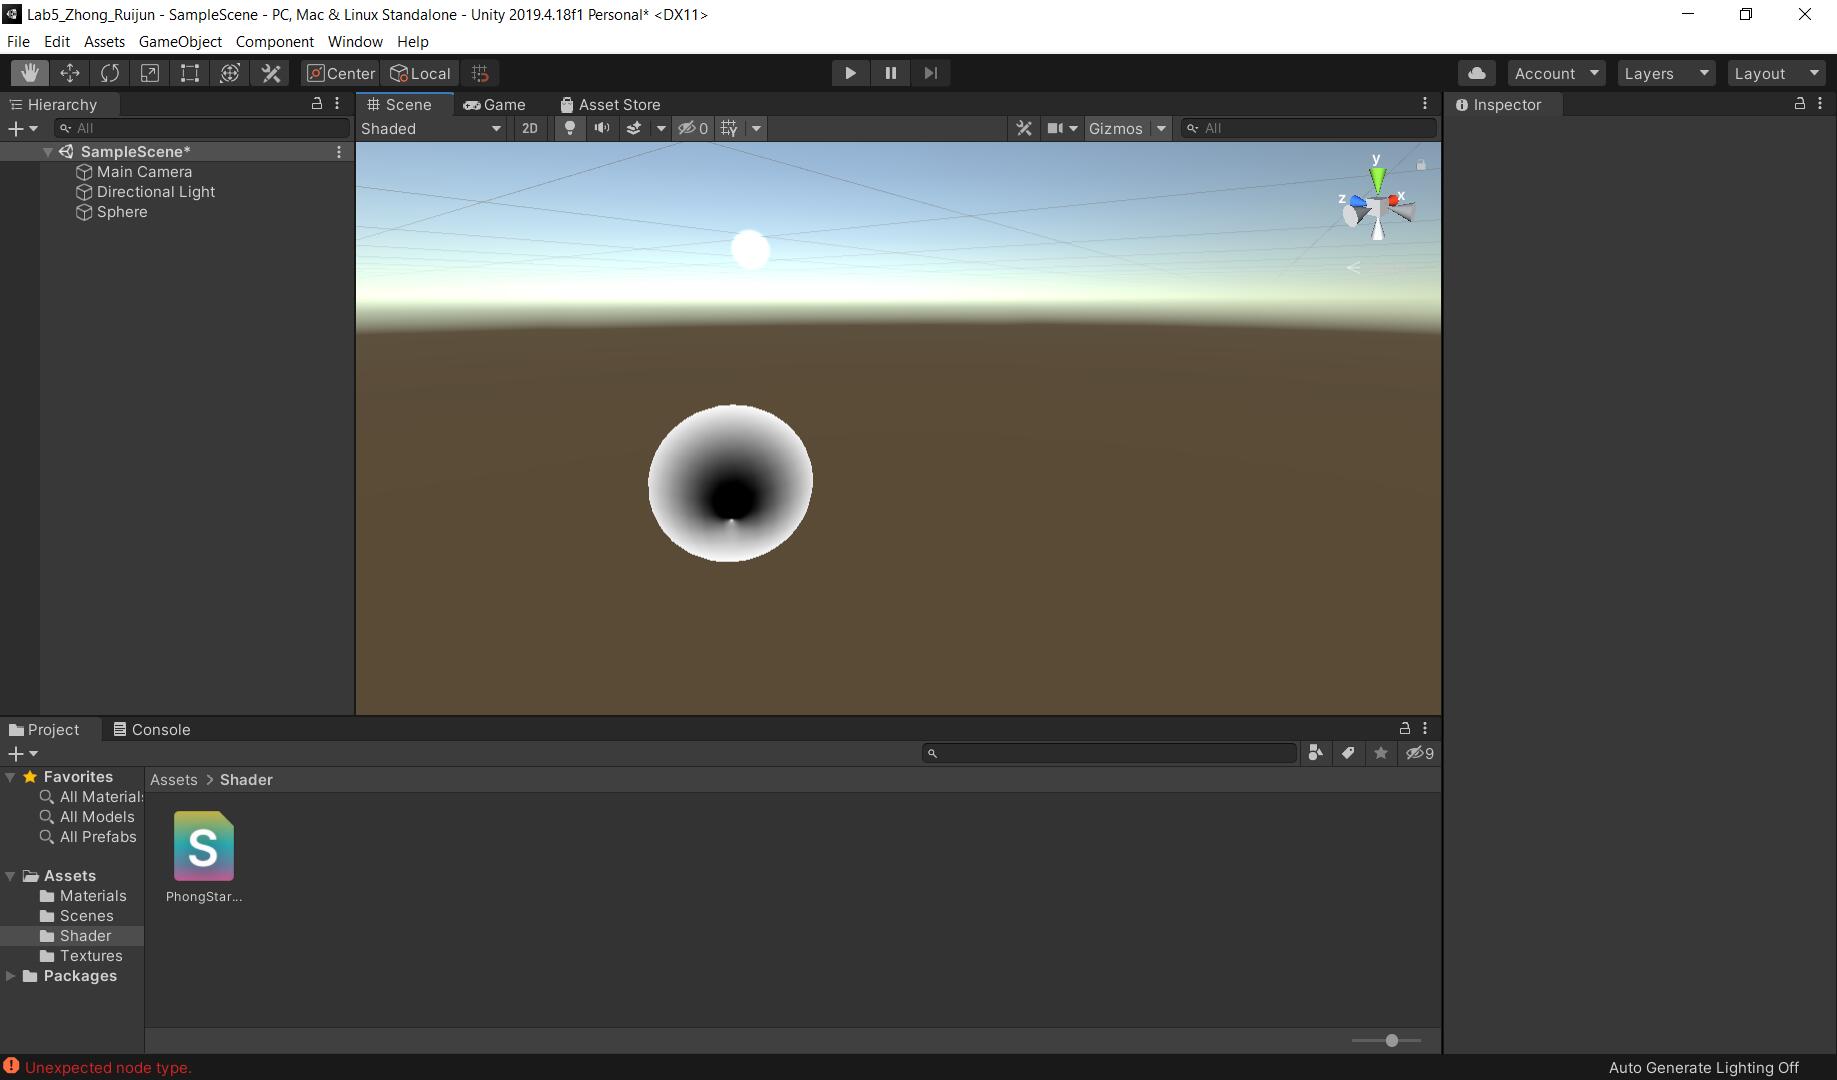 Lab5_Zhong_Ruijun - SampleScene - PC, Mac & Linux Standalone - Unity 2019.4.18f1 Personal* <DX11>
File Edit Assets GameObject Component Window Help
Center Local Account Layers Layout
Hierarchy Scene Game Asset Store Inspector
All Shaded 2D 0 Gizmos All
SampleScene*
Main Camera
Directional Light
Sphere
y
z x
Project Console
9
Favorites Assets > Shader
All Material
All Models
All Prefabs
S
PhongStar...
Assets
Materials
Scenes
Shader
Textures
Packages
Unexpected node type. Auto Generate Lighting Off